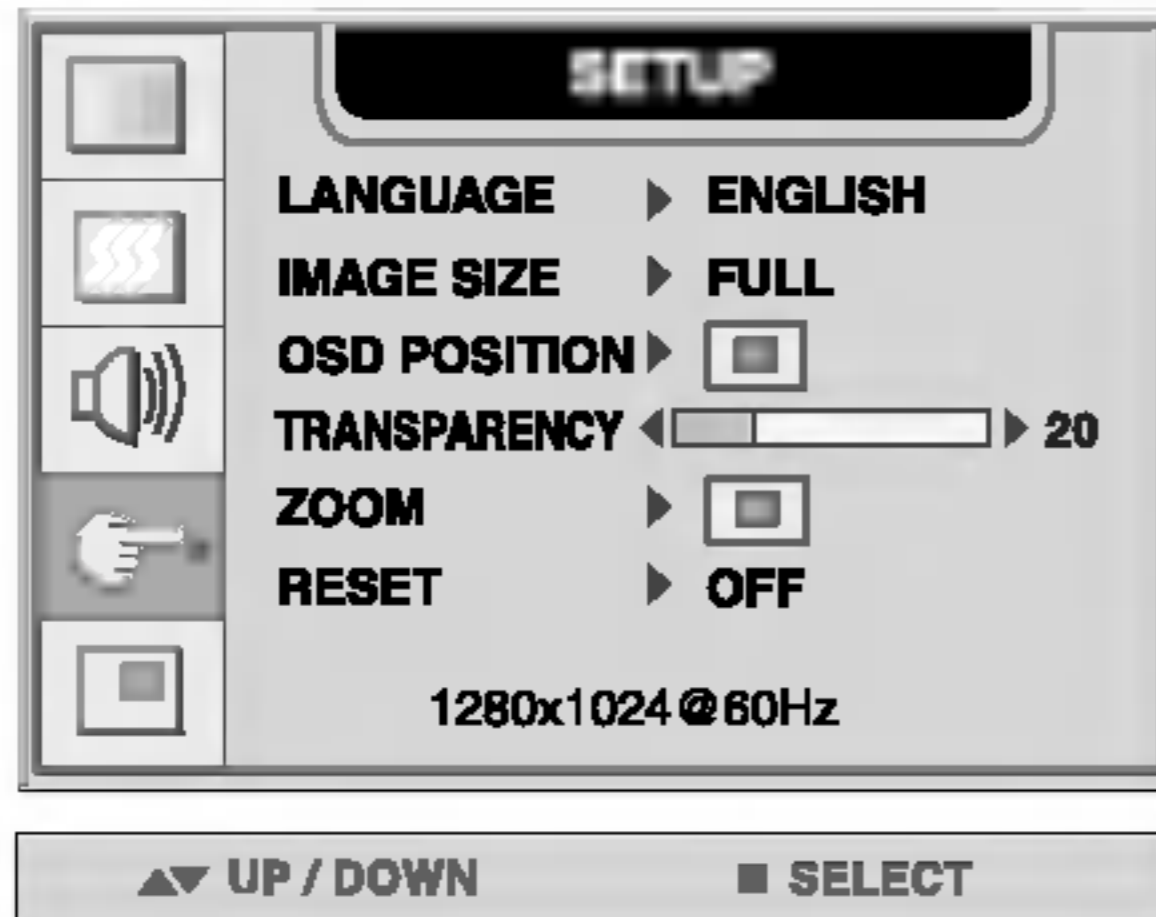 SETUP
LANGUAGE ENGLISH
IMAGE SIZE FULL
OSD POSITION
TRANSPARENCY 20
ZOOM
RESET OFF
1280x1024@60Hz
UP / DOWN SELECT